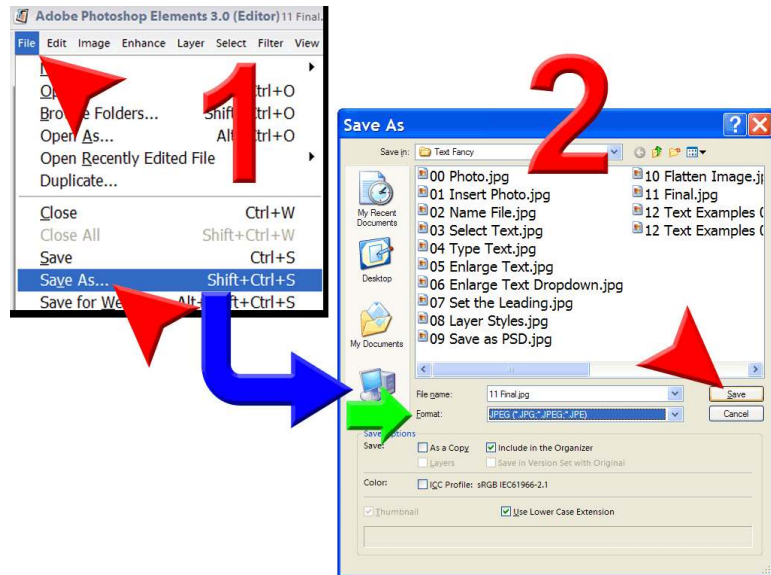 Adobe Photoshop Elements 3.0 (Editor) 11 Final.
File Edit Image Enhance Layer Select Filter View
1
Ctrl+O
Folders... Ctrl+O
Open As... Ctrl+O
Open Recently Edited File
Duplicate...
Close Ctrl+W
Close All Shift+Ctrl+W
Save Ctrl+S
Save As... Shift+Ctrl+S
Save for Ctrl+S
2
Save As
Save in: Text Fancy
My Recent Documents
Desktop
My Documents
00 Photo.jpg
01 Insert Photo.jpg
02 Name File.jpg
03 Select Text.jpg
04 Type Text.jpg
05 Enlarge Text.jpg
06 Enlarge Text Dropdown.jpg
07 Set the Leading.jpg
08 Layer Styles.jpg
09 Save as PSD.jpg
10 Flatten Image.j
11 Final.jpg
12 Text Examples
12 Text Examples
File name: 11 Final.jpg Save
Format: JPEG (*.JPG;*.JPEG;*.JPE) Cancel
Save Options
Save: As a Copy Include in the Organizer
Layers Save in Version Set with Original
Color: ICC Profile: sRGB IEC61966-2.1
Thumbnail Use Lower Case Extension